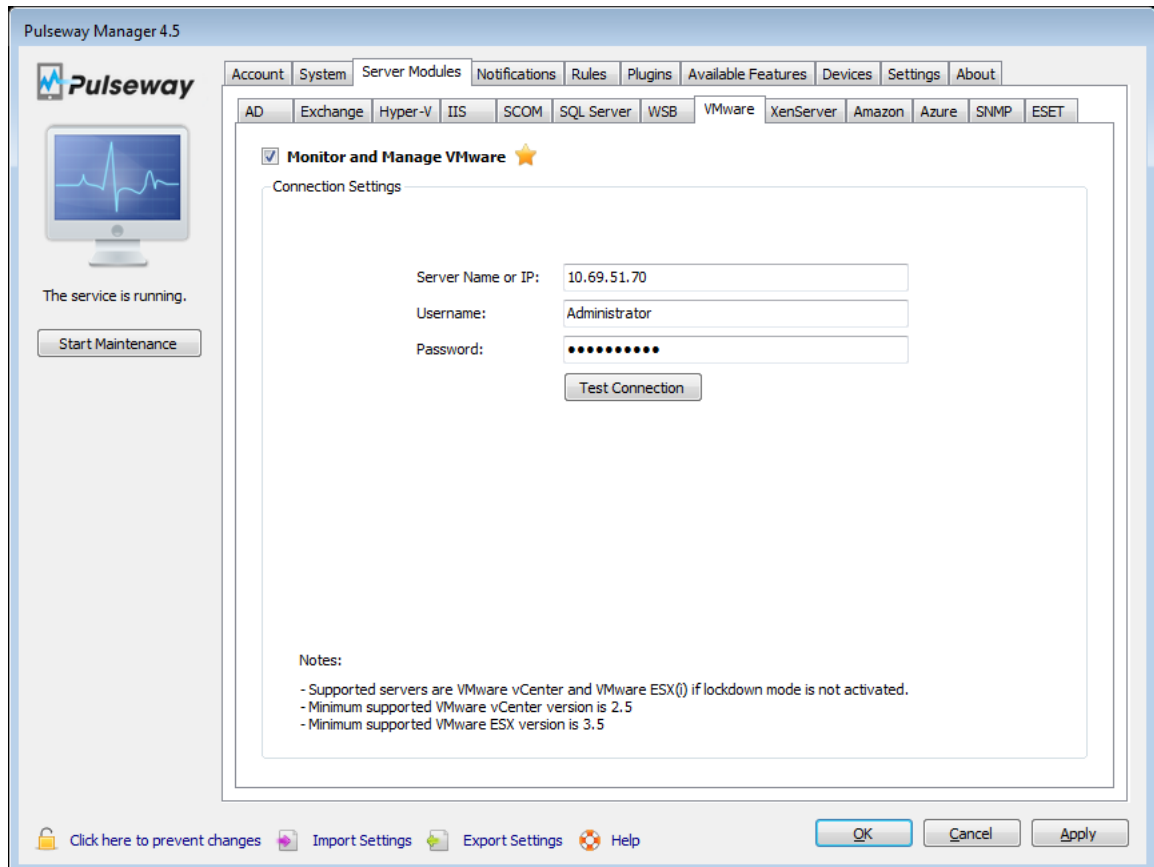 Pulseway Manager 4.5
Pulseway
The service is running.
Start Maintenance
Account System Server Modules Notifications Rules Plugins Available Features Devices Settings About
AD Exchange Hyper-V IIS SCOM SQL Server WSB VMware XenServer Amazon Azure SNMP ESET
Monitor and Manage VMware
Connection Settings
Server Name or IP: 10.69.51.70
Username: Administrator
Password: ●●●●●●●●●●
Test Connection
Notes:
- Supported servers are VMware vCenter and VMware ESX(i) if lockdown mode is not activated.
- Minimum supported VMware vCenter version is 2.5
- Minimum supported VMware ESX version is 3.5
Click here to prevent changes Import Settings Export Settings Help OK Cancel Apply